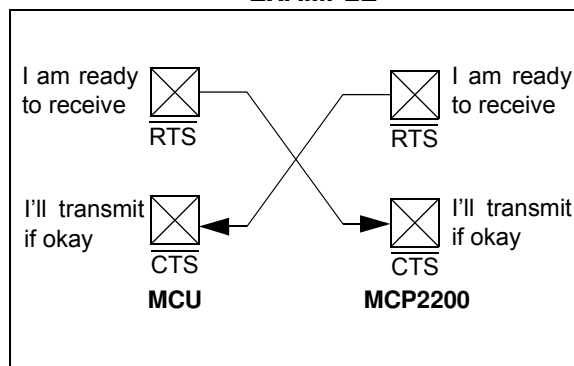 I am ready
to receive
RTS
I am ready
to receive
RTS
I'll transmit
if okay
CTS
I'll transmit
if okay
CTS
MCU
MCP2200